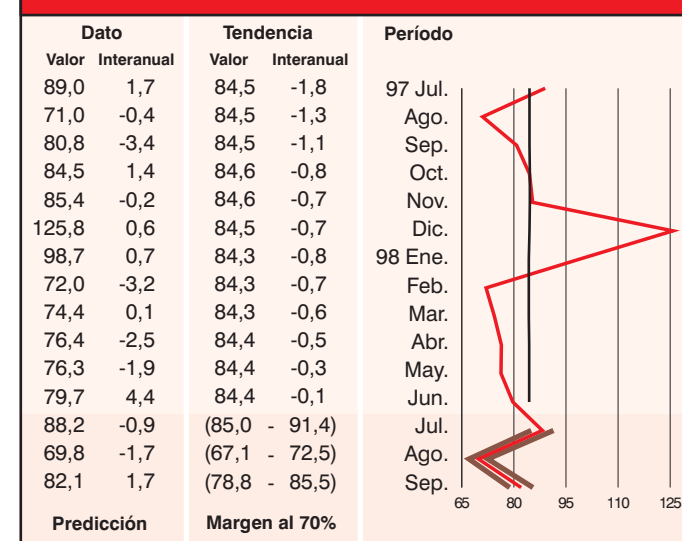 Dato Tendencia Período
Valor Interanual Valor Interanual
89,0 1,7 84,5 -1,8 97 Jul.
71,0 -0,4 84,5 -1,3 Ago.
80,8 -3,4 84,5 -1,1 Sep.
84,5 1,4 84,6 -0,8 Oct.
85,4 -0,2 84,6 -0,7 Nov.
125,8 0,6 84,5 -0,7 Dic.
98,7 0,7 84,3 -0,8 98 Ene.
72,0 -3,2 84,3 -0,7 Feb.
74,4 0,1 84,3 -0,6 Mar.
76,4 -2,5 84,4 -0,5 Abr.
76,3 -1,9 84,4 -0,3 May.
79,7 4,4 84,4 -0,1 Jun.
88,2 -0,9 (85,0 - 91,4) Jul.
69,8 -1,7 (67,1 - 72,5) Ago.
82,1 1,7 (78,8 - 85,5) Sep.
65 80 95 110 125
Predicción Margen al 70%